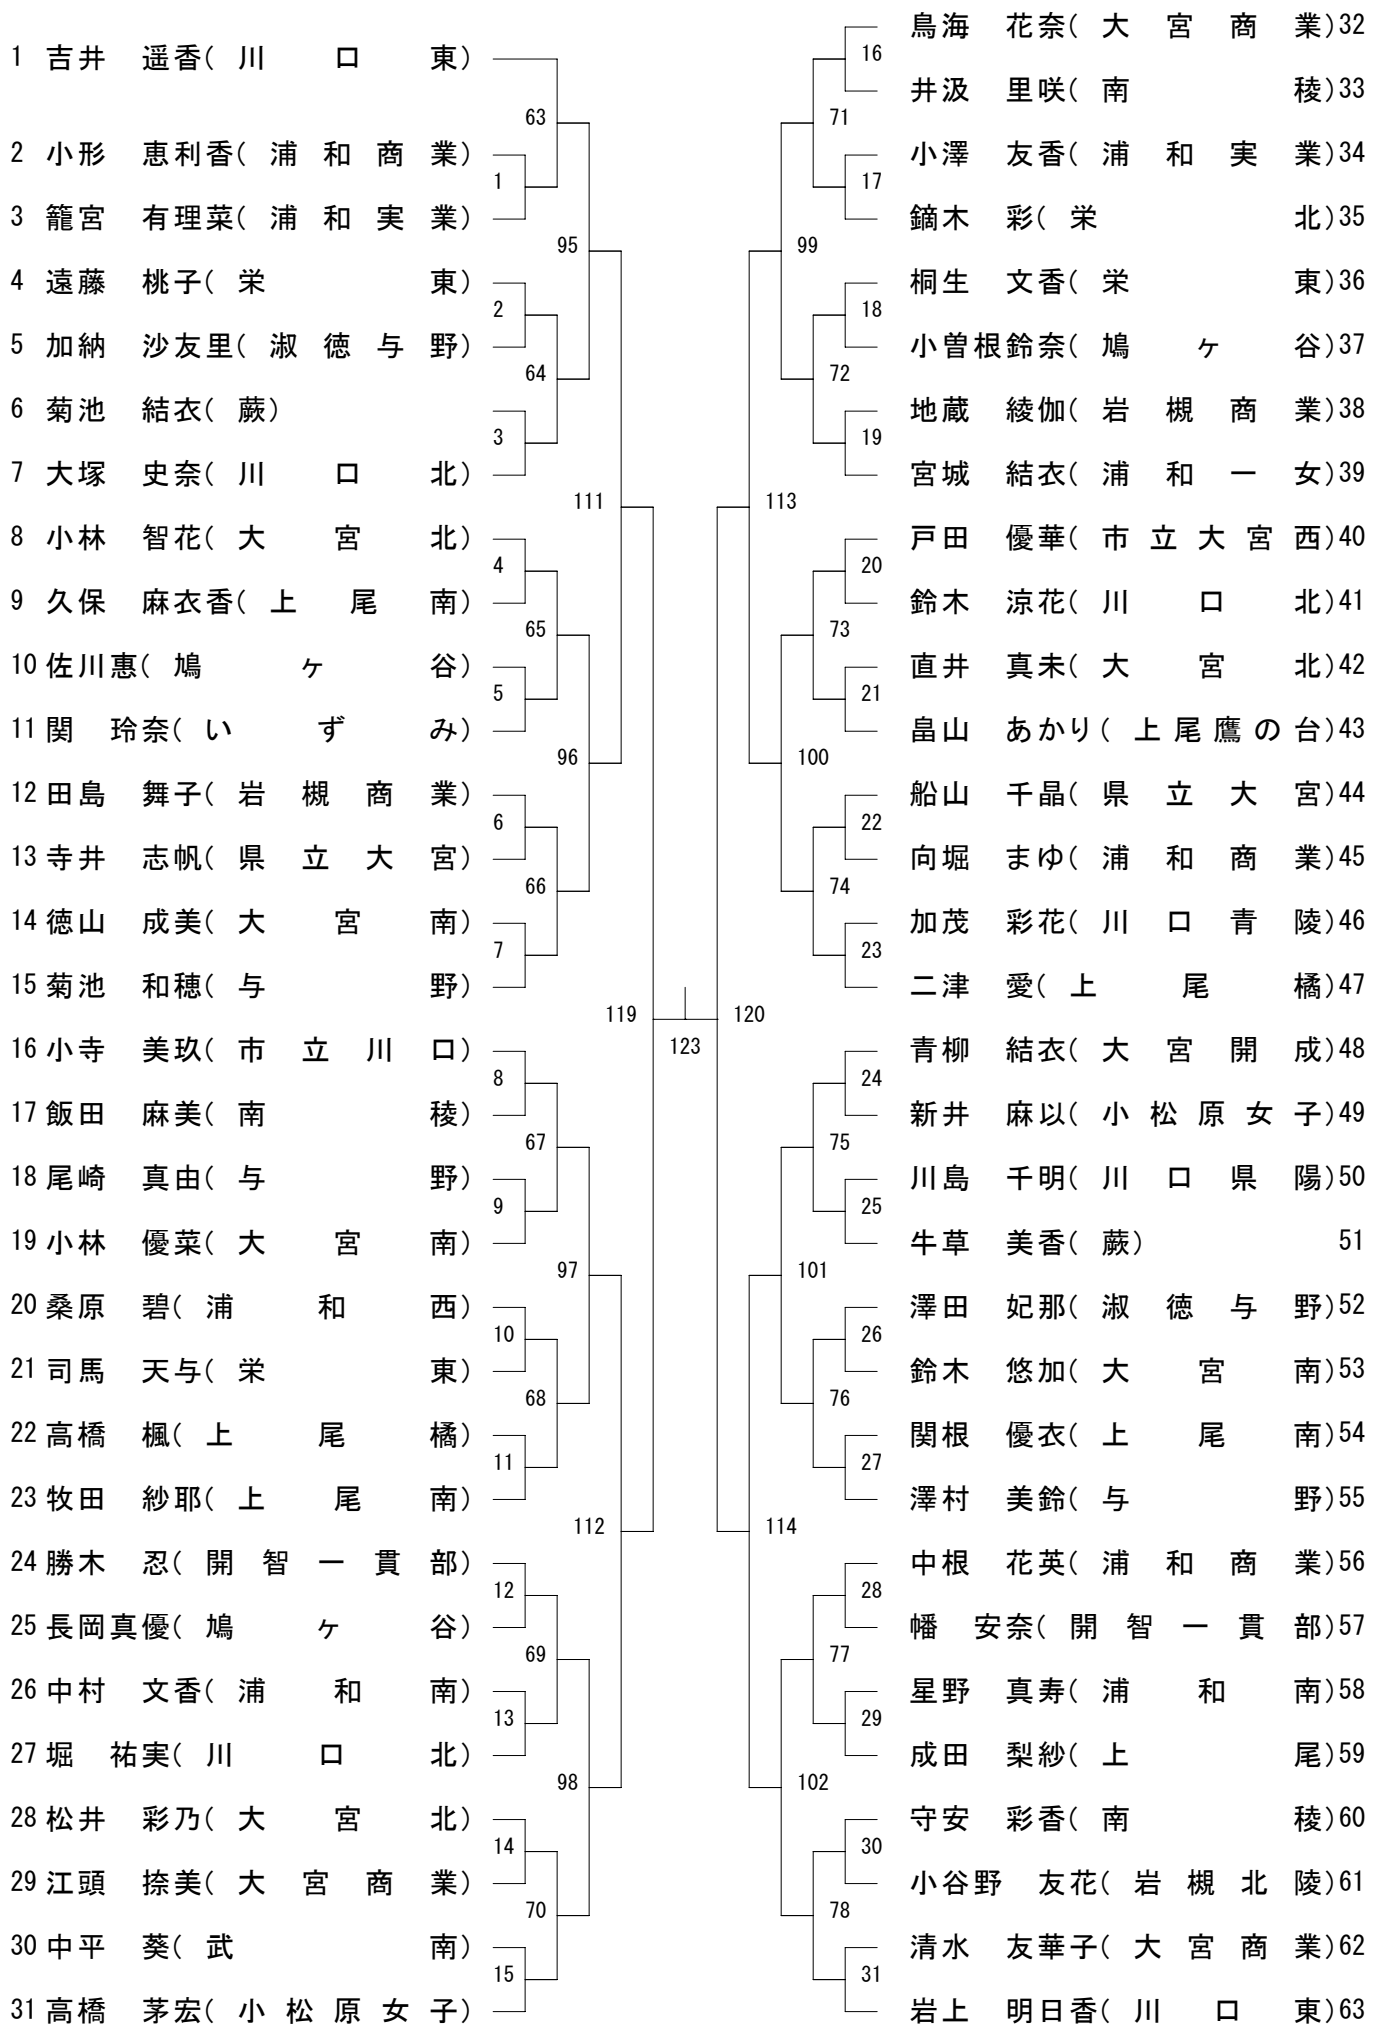 1 吉井 遥香(川口東)
2 小形 恵利香(浦和商業)
3 籠宮 有理菜(浦和実業)
4 遠藤 桃子(栄東)
5 加納 沙友里(淑徳与野)
6 菊池 結衣(蕨)
7 大塚 史奈(川口北)
8 小林 智花(大宮北)
9 久保 麻衣香(上尾南)
10 佐川惠(鳩ヶ谷)
11 関 玲奈(いずみ)
12 田島 舞子(岩槻商業)
13 寺井 志帆(県立大宮)
14 徳山 成美(大宮南)
15 菊池 和穂(与野)
16 小寺 美玖(市立川口)
17 飯田 麻美(南稜)
18 尾崎 真由(与野)
19 小林 優菜(大宮南)
20 桑原 碧(浦和西)
21 司馬 天与(栄東)
22 高橋 楓(上尾橘)
23 牧田 紗耶(上尾南)
24 勝木 忍(開智一貫部)
25 長岡真優(鳩ヶ谷)
26 中村 文香(浦和南)
27 堀 祐実(川口北)
28 松井 彩乃(大宮北)
29 江頭 捺美(大宮商業)
30 中平 葵(武南)
31 高橋 茅宏(小松原女子)
1
2
3
4
5
6
7
8
9
10
11
12
13
14
15
63
64
65
66
67
68
69
70
95
96
97
98
111
112
119
123
120
113
114
99
100
101
102
71
72
73
74
75
76
77
78
16
17
18
19
20
21
22
23
24
25
26
27
28
29
30
31
鳥海 花奈(大宮商業)32
井汲 里咲(南稜)33
小澤 友香(浦和実業)34
鏑木 彩(栄北)35
桐生 文香(栄東)36
小曽根鈴奈(鳩ヶ谷)37
地蔵 綾伽(岩槻商業)38
宮城 結衣(浦和一女)39
戸田 優華(市立大宮西)40
鈴木 涼花(川口北)41
直井 真未(大宮北)42
畠山 あかり(上尾鷹の台)43
船山 千晶(県立大宮)44
向堀 まゆ(浦和商業)45
加茂 彩花(川口青陵)46
二津 愛(上尾橘)47
青柳 結衣(大宮開成)48
新井 麻以(小松原女子)49
川島 千明(川口県陽)50
牛草 美香(蕨) 51
澤田 妃那(淑徳与野)52
鈴木 悠加(大宮南)53
関根 優衣(上尾南)54
澤村 美鈴(与野)55
中根 花英(浦和商業)56
幡 安奈(開智一貫部)57
星野 真寿(浦和南)58
成田 梨紗(上尾)59
守安 彩香(南稜)60
小谷野 友花(岩槻北陵)61
清水 友華子(大宮商業)62
岩上 明日香(川口東)63